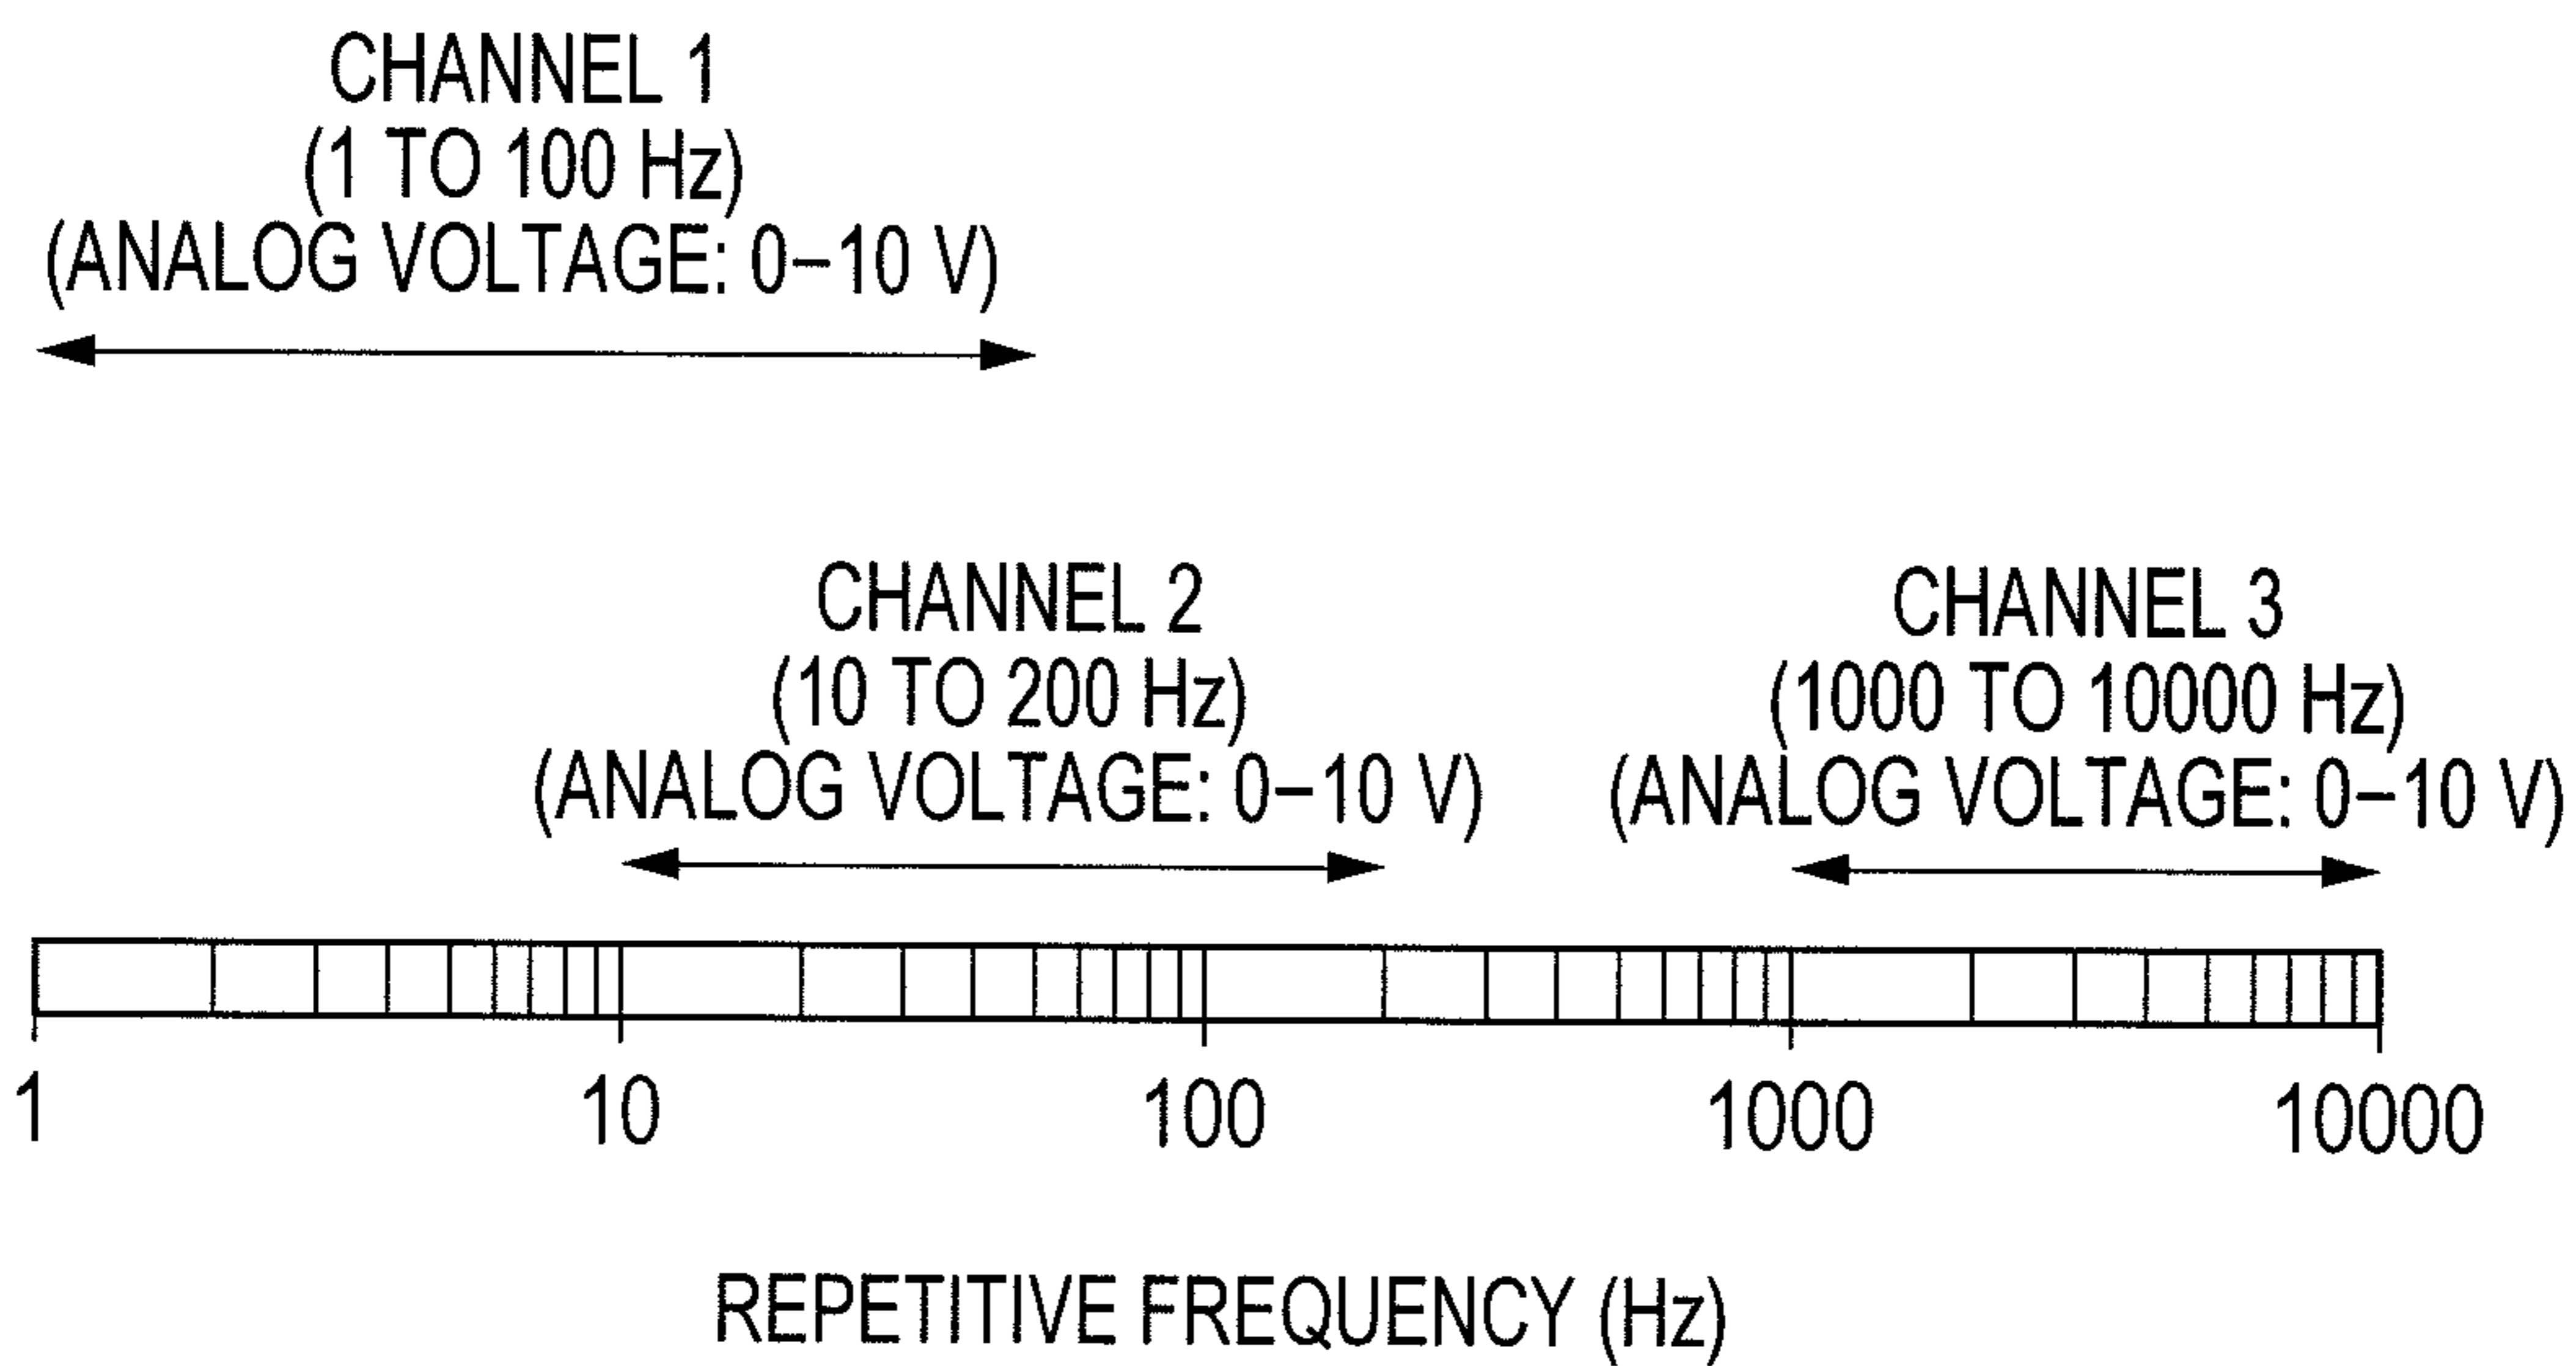 CHANNEL 1
(1 TO 100 Hz)
(ANALOG VOLTAGE: 0–10 V)
CHANNEL 2
(10 TO 200 Hz)
(ANALOG VOLTAGE: 0–10 V)
CHANNEL 3
(1000 TO 10000 Hz)
(ANALOG VOLTAGE: 0–10 V)
1 10 100 1000 10000
REPETITIVE FREQUENCY (Hz)